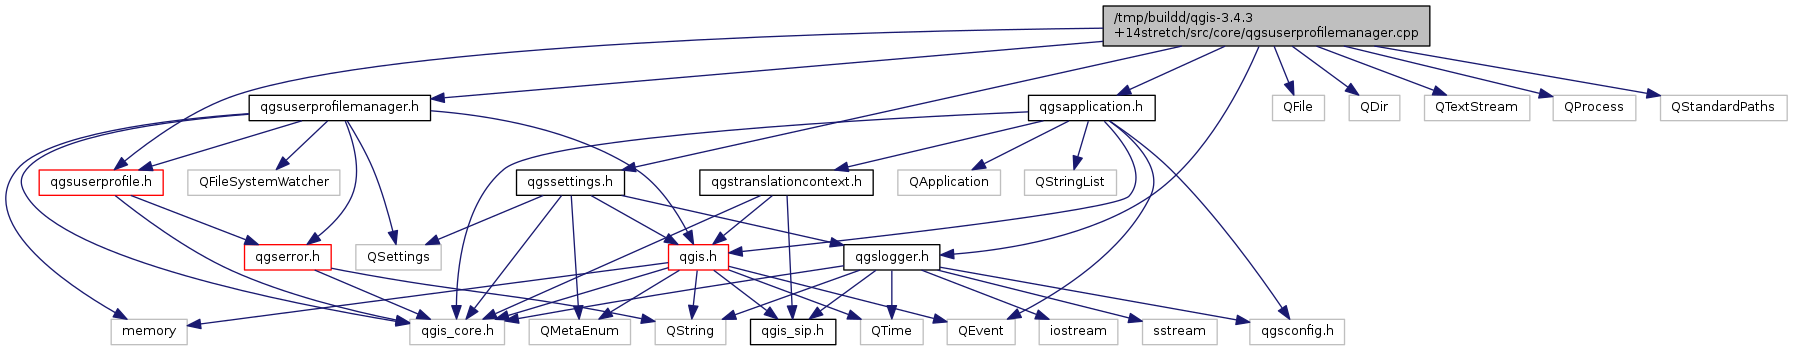 /tmp/buildd/qgis-3.4.3
+14stretch/src/core/qgsuserprofilemanager.cpp
qgsuserprofilemanager.h
qgsapplication.h
QFile
QDir
QTextStream
QProcess
QStandardPaths
qgsuserprofile.h
QFileSystemWatcher
qgssettings.h
qgstranslationcontext.h
QApplication
QStringList
qgserror.h
QSettings
qgis.h
qgslogger.h
memory
qgis_core.h
QMetaEnum
QString
qgis_sip.h
QTime
QEvent
iostream
sstream
qgsconfig.h